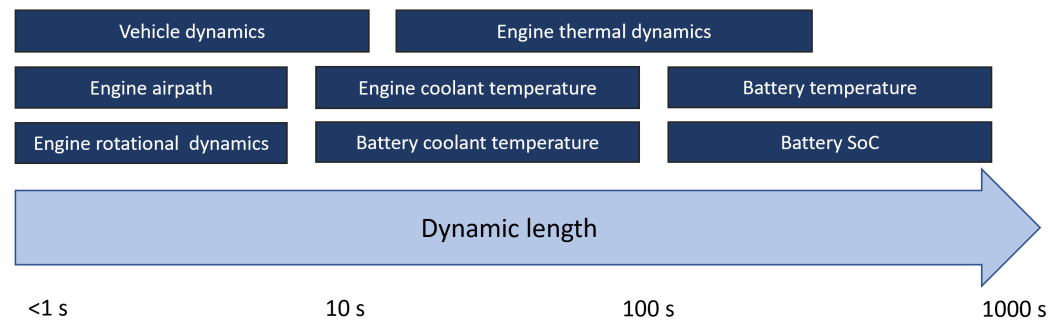 Vehicle dynamics
Engine thermal dynamics
Engine airpath
Engine coolant temperature
Battery temperature
Engine rotational dynamics
Battery coolant temperature
Battery SoC
Dynamic length
<1 s
10 s
100 s
1000 s